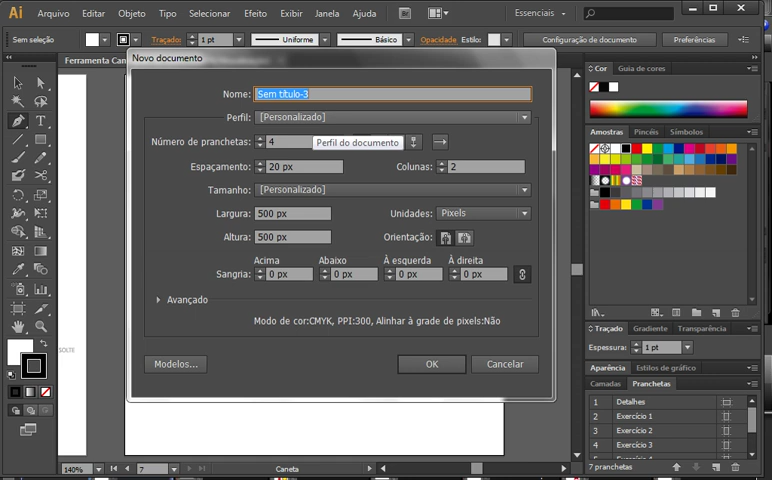 Ai Arquivo Editar Objeto Tipo Selecionar Efeito Exibir Janela Ajuda Br Essenciais
Sem seleção Traçado: 1 pt Uniforme Básico Opacidade Estilo: Configuração de documento Preferências
Ferramenta Can
Novo documento
Nome: Sem título-3
Perfil: [Personalizado]
Número de pranchetas: 4
Perfil do documento
Espaçamento: 20 px Colunas: 2
Tamanho: [Personalizado]
Largura: 500 px Unidades: Pixels
Altura: 500 px Orientação:
Acima Abaixo À esquerda À direita
Sangria: 0 px 0 px 0 px 0 px
Avançado
Modo de cor:CMYK, PPI:300, Alinhar à grade de pixels:Não
Modelos... OK Cancelar
SOLTE
Cor Guia de cores
Amostras Pincéis Símbolos
Traçado Gradiente Transparência
Espessura: 1 pt
Aparência Estilos de gráfico
Camadas Pranchetas
1 Detalhes
2 Exercício 1
3 Exercício 2
4 Exercício 3
7 pranchetas
140% 7 Caneta